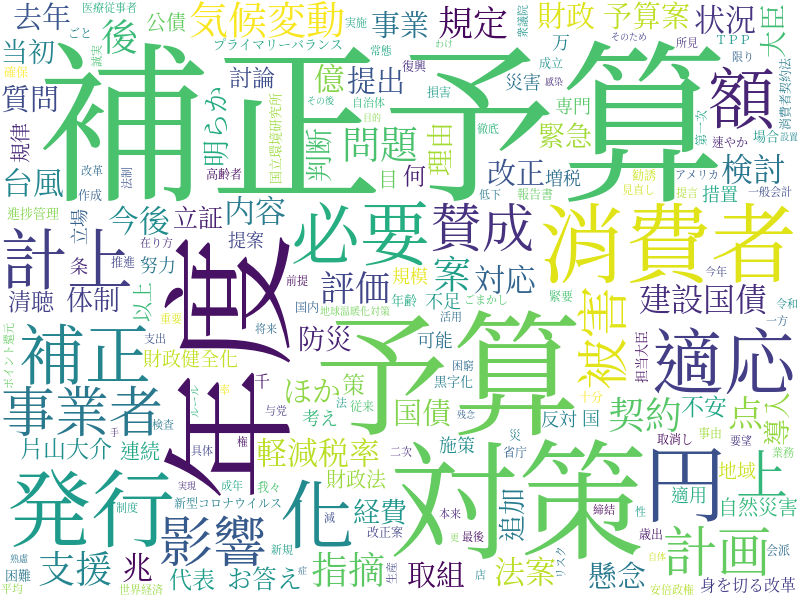 医療従事者
去年
公債
ごと
後
気候変動
実施
事業
規定
衆議院
財政
予算案
そのため
所見
状況
TPP
大臣
当初
誠実
プライマリーバランス
常態
わけ
万
成立
感染
限り
消費者契約法
確保
質問
明らか
億
提出
討論
復興
災害
自治体
損害
専門
徹底
額
速やか
場合
設置
第一次
規律
改革
作成
法制
高齢者
国立環境研究所
その後
目的
補正予算
判断
問題
理由
緊急
目
何
改正
増税
勧誘
見直し
アメリカ
提言
検討
台風
低下
報告書
措置
一般会計
進捗管理
立場
今後
立証
内容
必要
賛成
消費者
条
在り方
推進
提案
計上
努力
年度
前提
評価
案
規模
対応
緊要
今年
令和
清聴
体制
以上
重要
将来
国内
地球温暖化対策
年齢
不足
ごまかし
活用
被害
建設国債
一方
防災
可能
困窮
黒字化
担当大臣
適応
ポイント還元
補正
支出
財政健全化
ルール
率
千
与党
ほか
考え
策
法
従来
予算
国債
残念
十分
反対
国
契約
不安
点
導入
事業者
手
検査
片山大介
連続
具体
権
軽減税率
二次
施策
災
省庁
取消し
事由
要望
業務
実現
成年
我々
財政法
対策
円
上
地域
適用
自然災害
発行
制度
新型コロナウイルス
化
減
経費
本来
改正案
追加
締結
性
歳出
会派
計画
影響
更
最後
新規
熟慮
困難
平均
支援
世界経済
兆
代表
お答え
症
指摘
生産
取組
店
法案
リスク
懸念
自体
安倍政権
身を切る改革